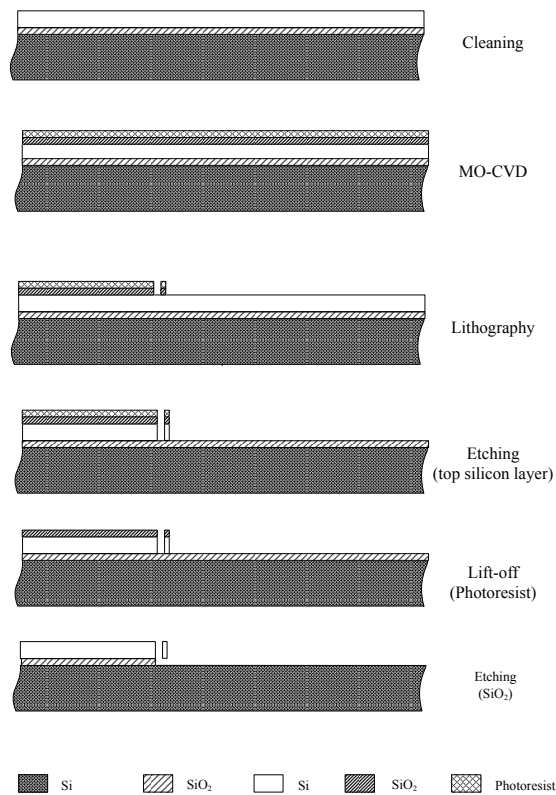 Cleaning
MO-CVD
Lithography
Etching
(top silicon layer)
Lift-off
(Photoresist)
Etching
(SiO₂)
Si SiO₂ Si SiO₂ Photoresist